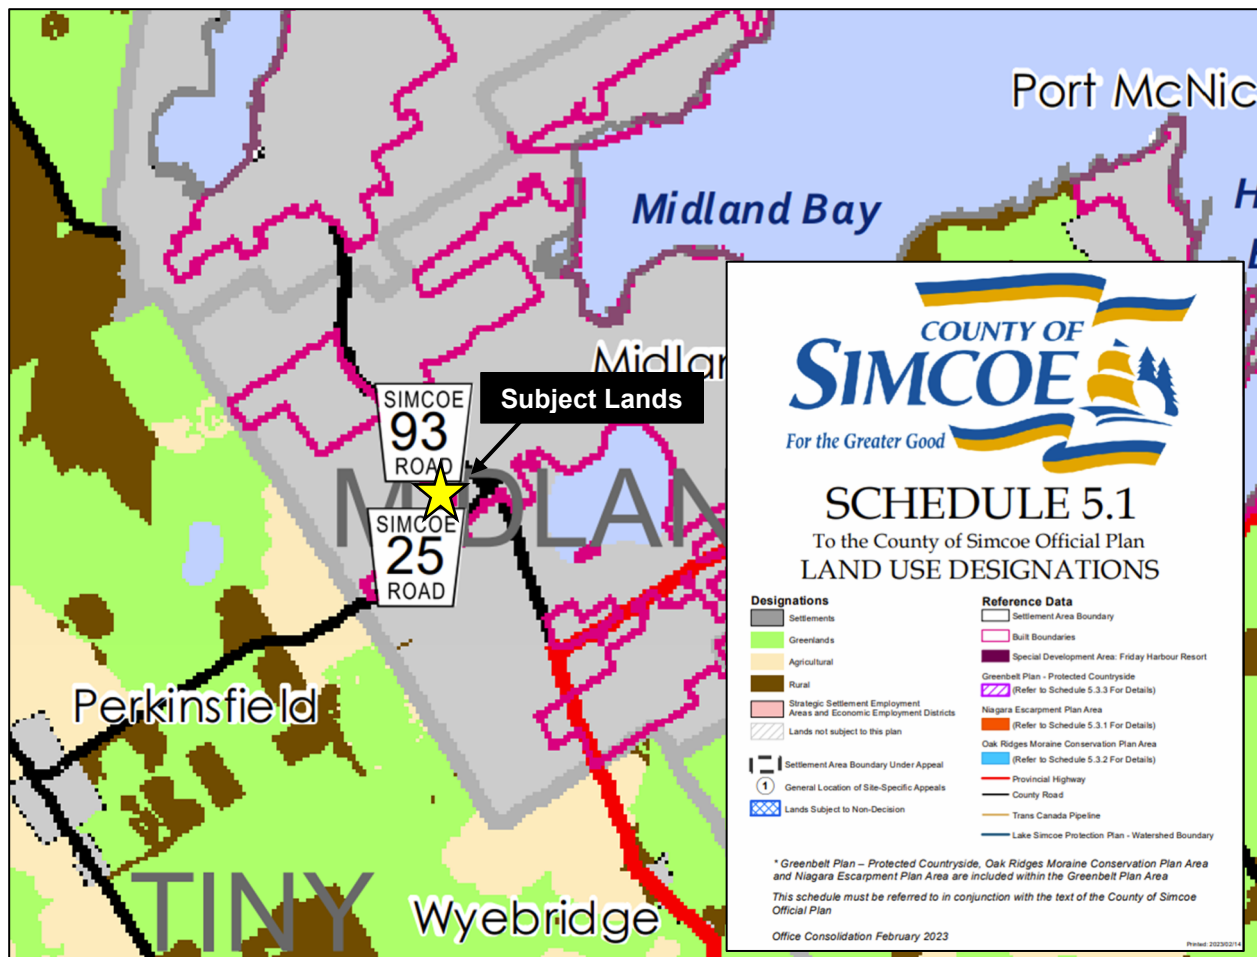 Port McNic
Midland Bay
H
Midlan
SIMCOE
93
ROAD
Subject Lands
MIDLAN
SIMCOE
25
ROAD
Perkinsfield
TINY
Wyebridge
COUNTY OF
SIMCOE
For the Greater Good
SCHEDULE 5.1
To the County of Simcoe Official Plan
LAND USE DESIGNATIONS
Designations
Settlements
Greenlands
Agricultural
Rural
Strategic Settlement Employment
Areas and Economic Employment Districts
Lands not subject to this plan
Settlement Area Boundary Under Appeal
1
General Location of Site-Specific Appeals
Lands Subject to Non-Decision
Reference Data
Settlement Area Boundary
Built Boundaries
Special Development Area: Friday Harbour Resort
Greenbelt Plan - Protected Countryside
(Refer to Schedule 5.3.3 For Details)
Niagara Escarpment Plan Area
(Refer to Schedule 5.3.1 For Details)
Oak Ridges Moraine Conservation Plan Area
(Refer to Schedule 5.3.2 For Details)
Provincial Highway
County Road
Trans Canada Pipeline
Lake Simcoe Protection Plan - Watershed Boundary
* Greenbelt Plan – Protected Countryside, Oak Ridges Moraine Conservation Plan Area
and Niagara Escarpment Plan Area are included within the Greenbelt Plan Area
This schedule must be referred to in conjunction with the text of the County of Simcoe
Official Plan
Office Consolidation February 2023
Printed: 2023/02/14